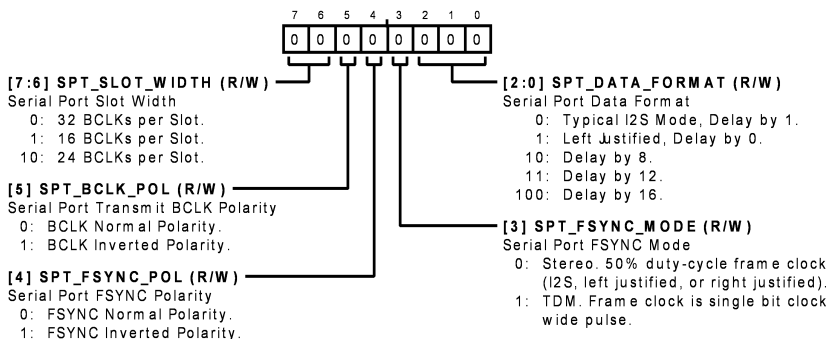 7 6 5 4 3 2 1 0
0 0 0 0 0 0 0 0
[7:6] SPT_SLOT_WIDTH (R/W)
Serial Port Slot Width
0: 32 BCLKs per Slot.
1: 16 BCLKs per Slot.
10: 24 BCLKs per Slot.
[5] SPT_BCLK_POL (R/W)
Serial Port Transmit BCLK Polarity
0: BCLK Normal Polarity.
1: BCLK Inverted Polarity.
[4] SPT_FSYNC_POL (R/W)
Serial Port FSYNC Polarity
0: FSYNC Normal Polarity.
1: FSYNC Inverted Polarity.
[2:0] SPT_DATA_FORMAT (R/W)
Serial Port Data Format
0: Typical I2S Mode, Delay by 1.
1: Left Justified, Delay by 0.
10: Delay by 8.
11: Delay by 12.
100: Delay by 16.
[3] SPT_FSYNC_MODE (R/W)
Serial Port FSYNC Mode
0: Stereo. 50% duty-cycle frame clock
(I2S, left justified, or right justified).
1: TDM. Frame clock is single bit clock
wide pulse.